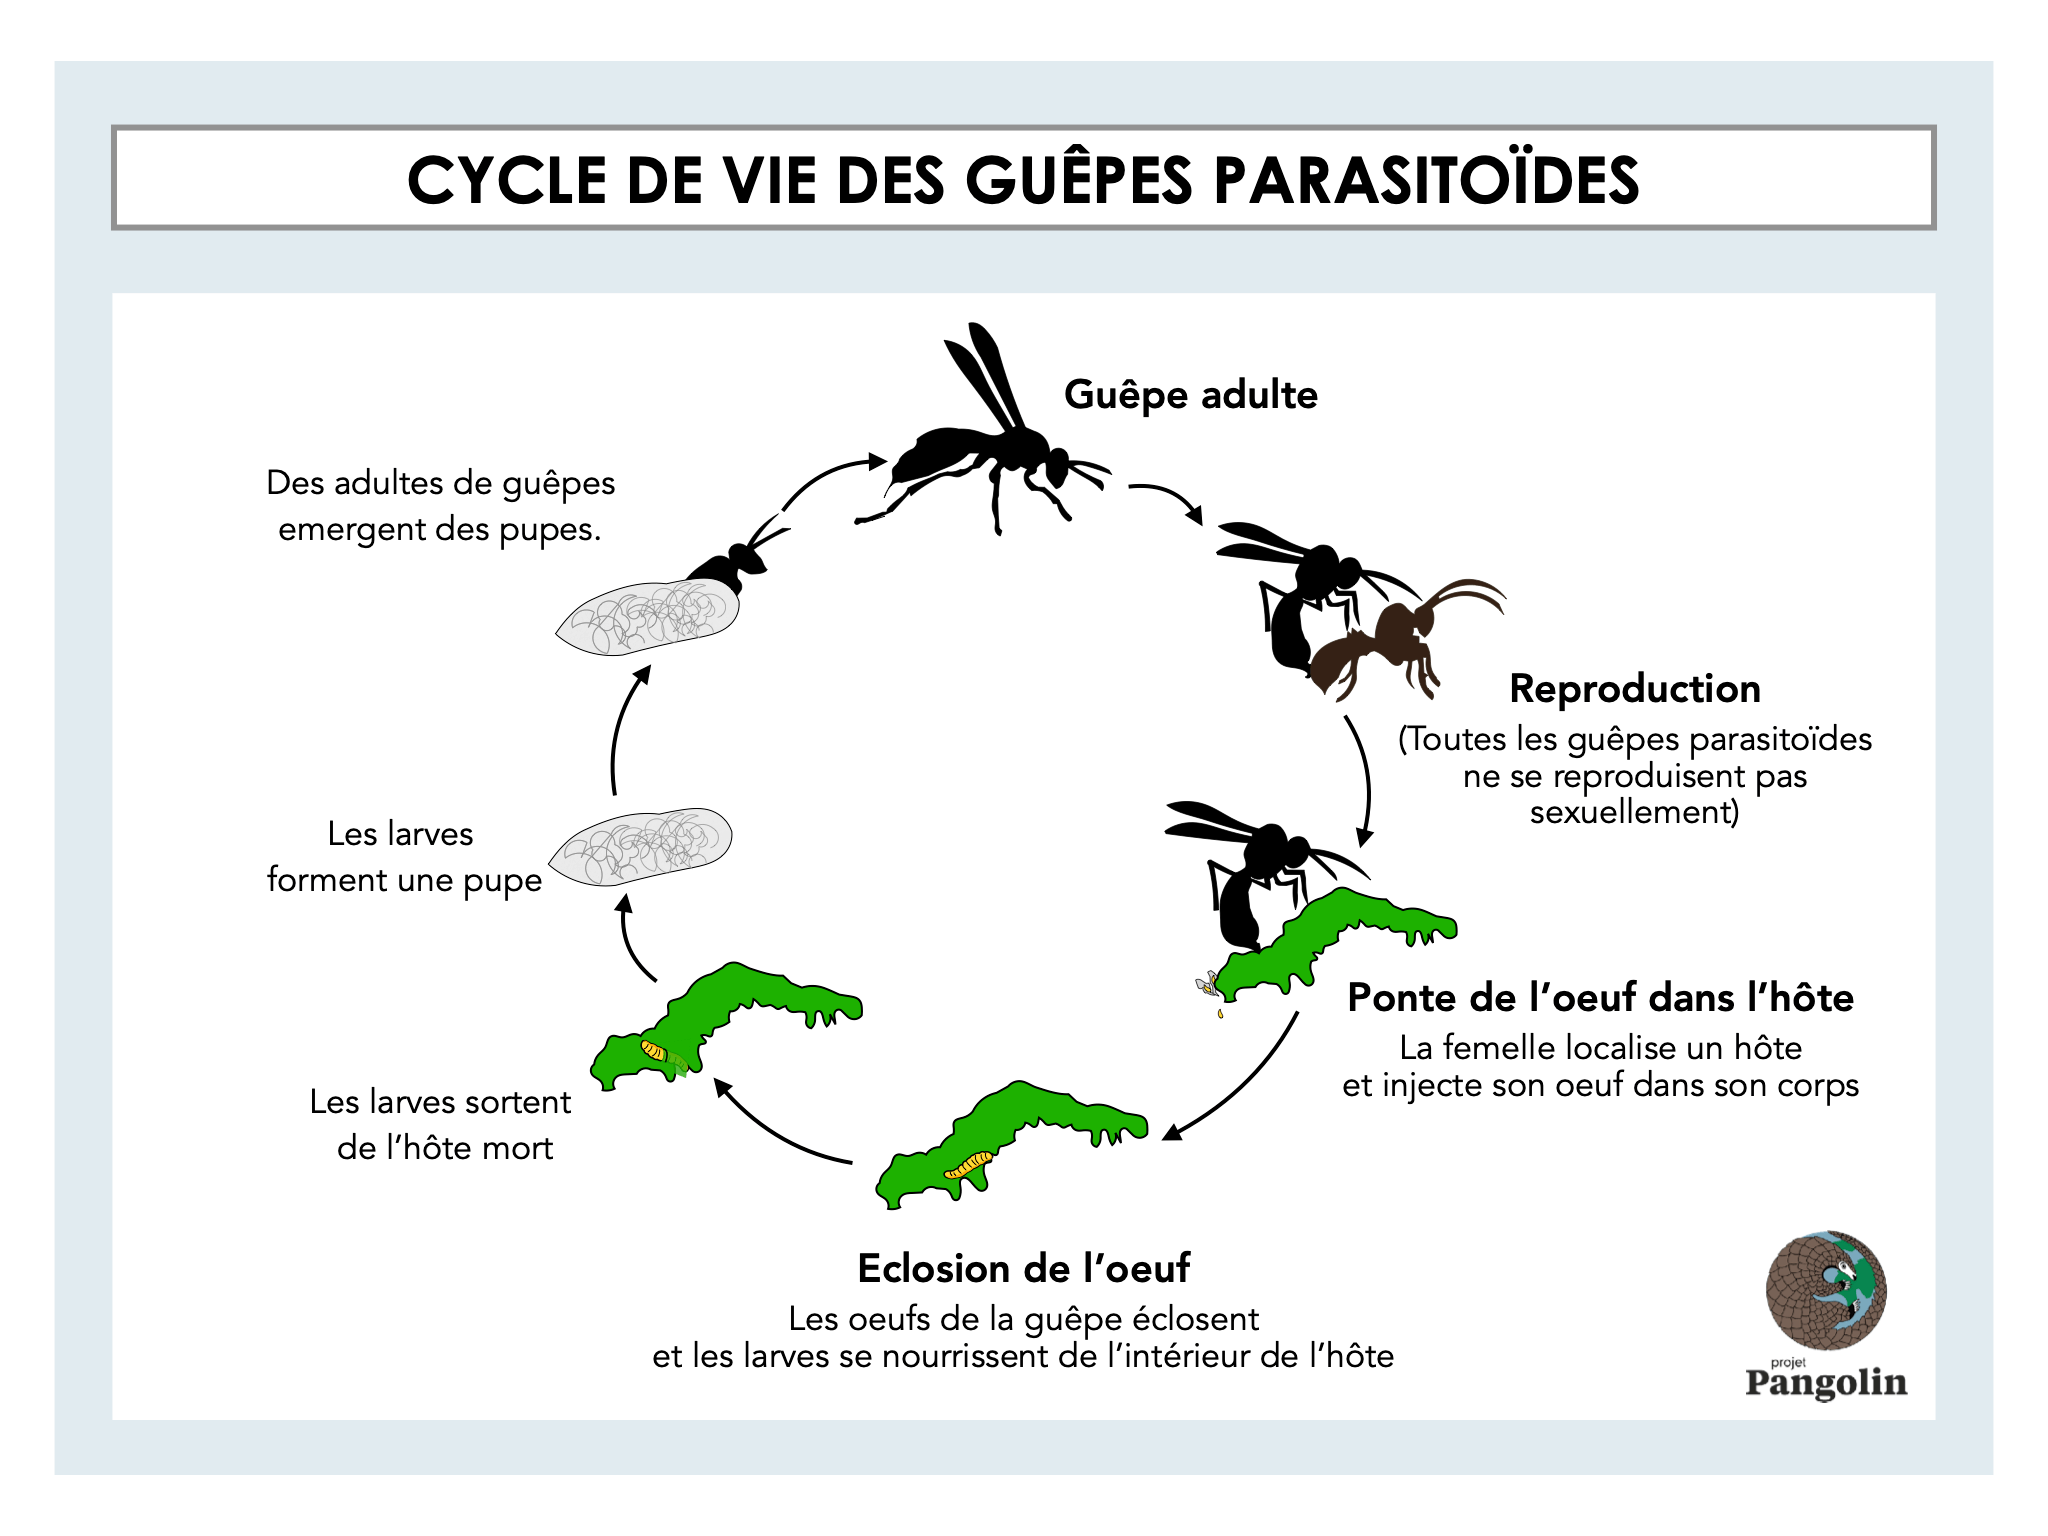 CYCLE DE VIE DES GUÊPES PARASITOÏDES
Guêpe adulte
Reproduction
(Toutes les guêpes parasitoïdes
ne se reproduisent pas
sexuellement)
Ponte de l’oeuf dans l’hôte
La femelle localise un hôte
et injecte son oeuf dans son corps
Eclosion de l’oeuf
Les oeufs de la guêpe éclosent
et les larves se nourrissent de l’intérieur de l’hôte
Les larves sortent
de l’hôte mort
Les larves
forment une pupe
Des adultes de guêpes
emergent des pupes.
projet
Pangolin